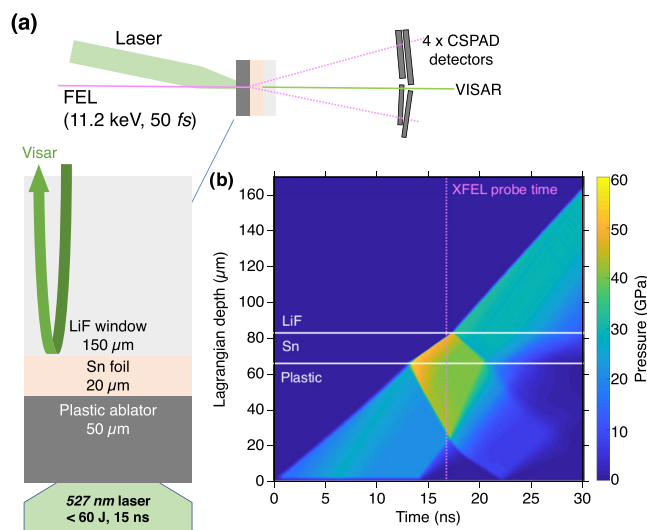 (a)
Laser
4 x CSPAD
detectors
VISAR
FEL
(11.2 keV, 50 fs)
Visar
LiF window
150 µm
Sn foil
20 µm
Plastic ablator
50 µm
527 nm laser
< 60 J, 15 ns
(b)
XFEL probe time
LiF
Sn
Plastic
Lagrangian depth (µm)
160
140
120
100
80
60
40
20
0
0
5
10
15
20
25
30
Time (ns)
60
50
40
30
20
10
0
Pressure (GPa)